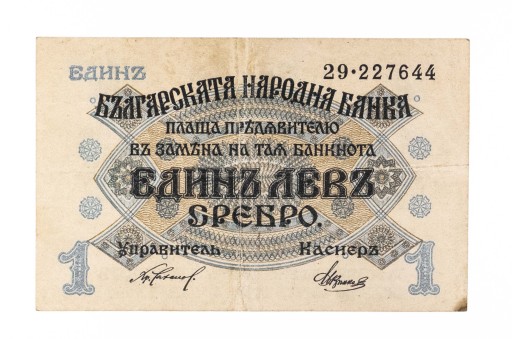 ЕДИНЪ 29·227644
БЪЛГАРСКАТА НАРОДНА БАНКА
ПЛАЩА ПРѢДЯВИТЕЛЮ
ВЪ ЗАМѢНА НА ТАЯ БАНКНОТА
ЕДИНЪ ЛЕВЪ
СРЕБРО.
УПРАВИТЕЛЬ КАСИЕРЪ
1 1